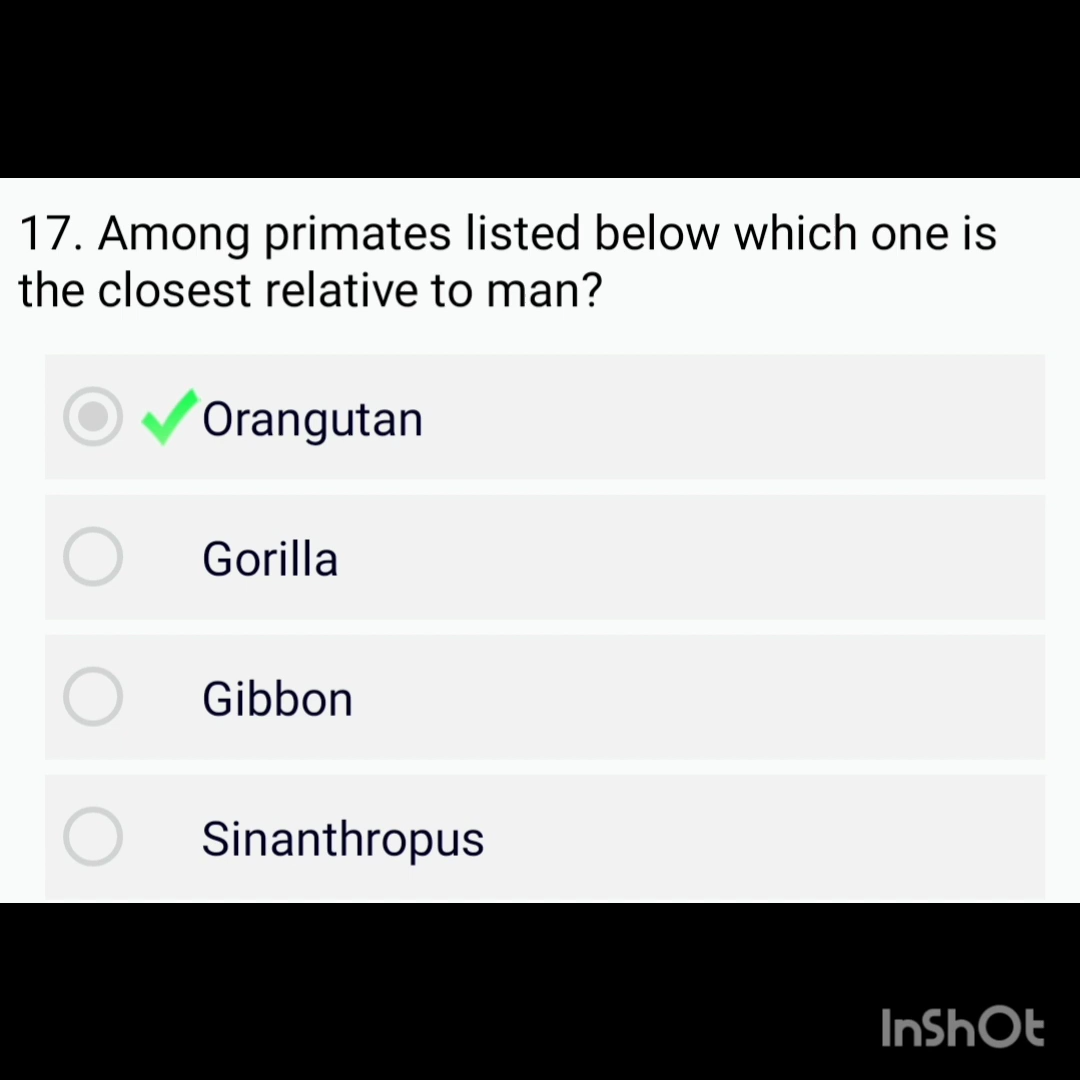 17. Among primates listed below which one is
the closest relative to man?
Orangutan
Gorilla
Gibbon
Sinanthropus
InShOt